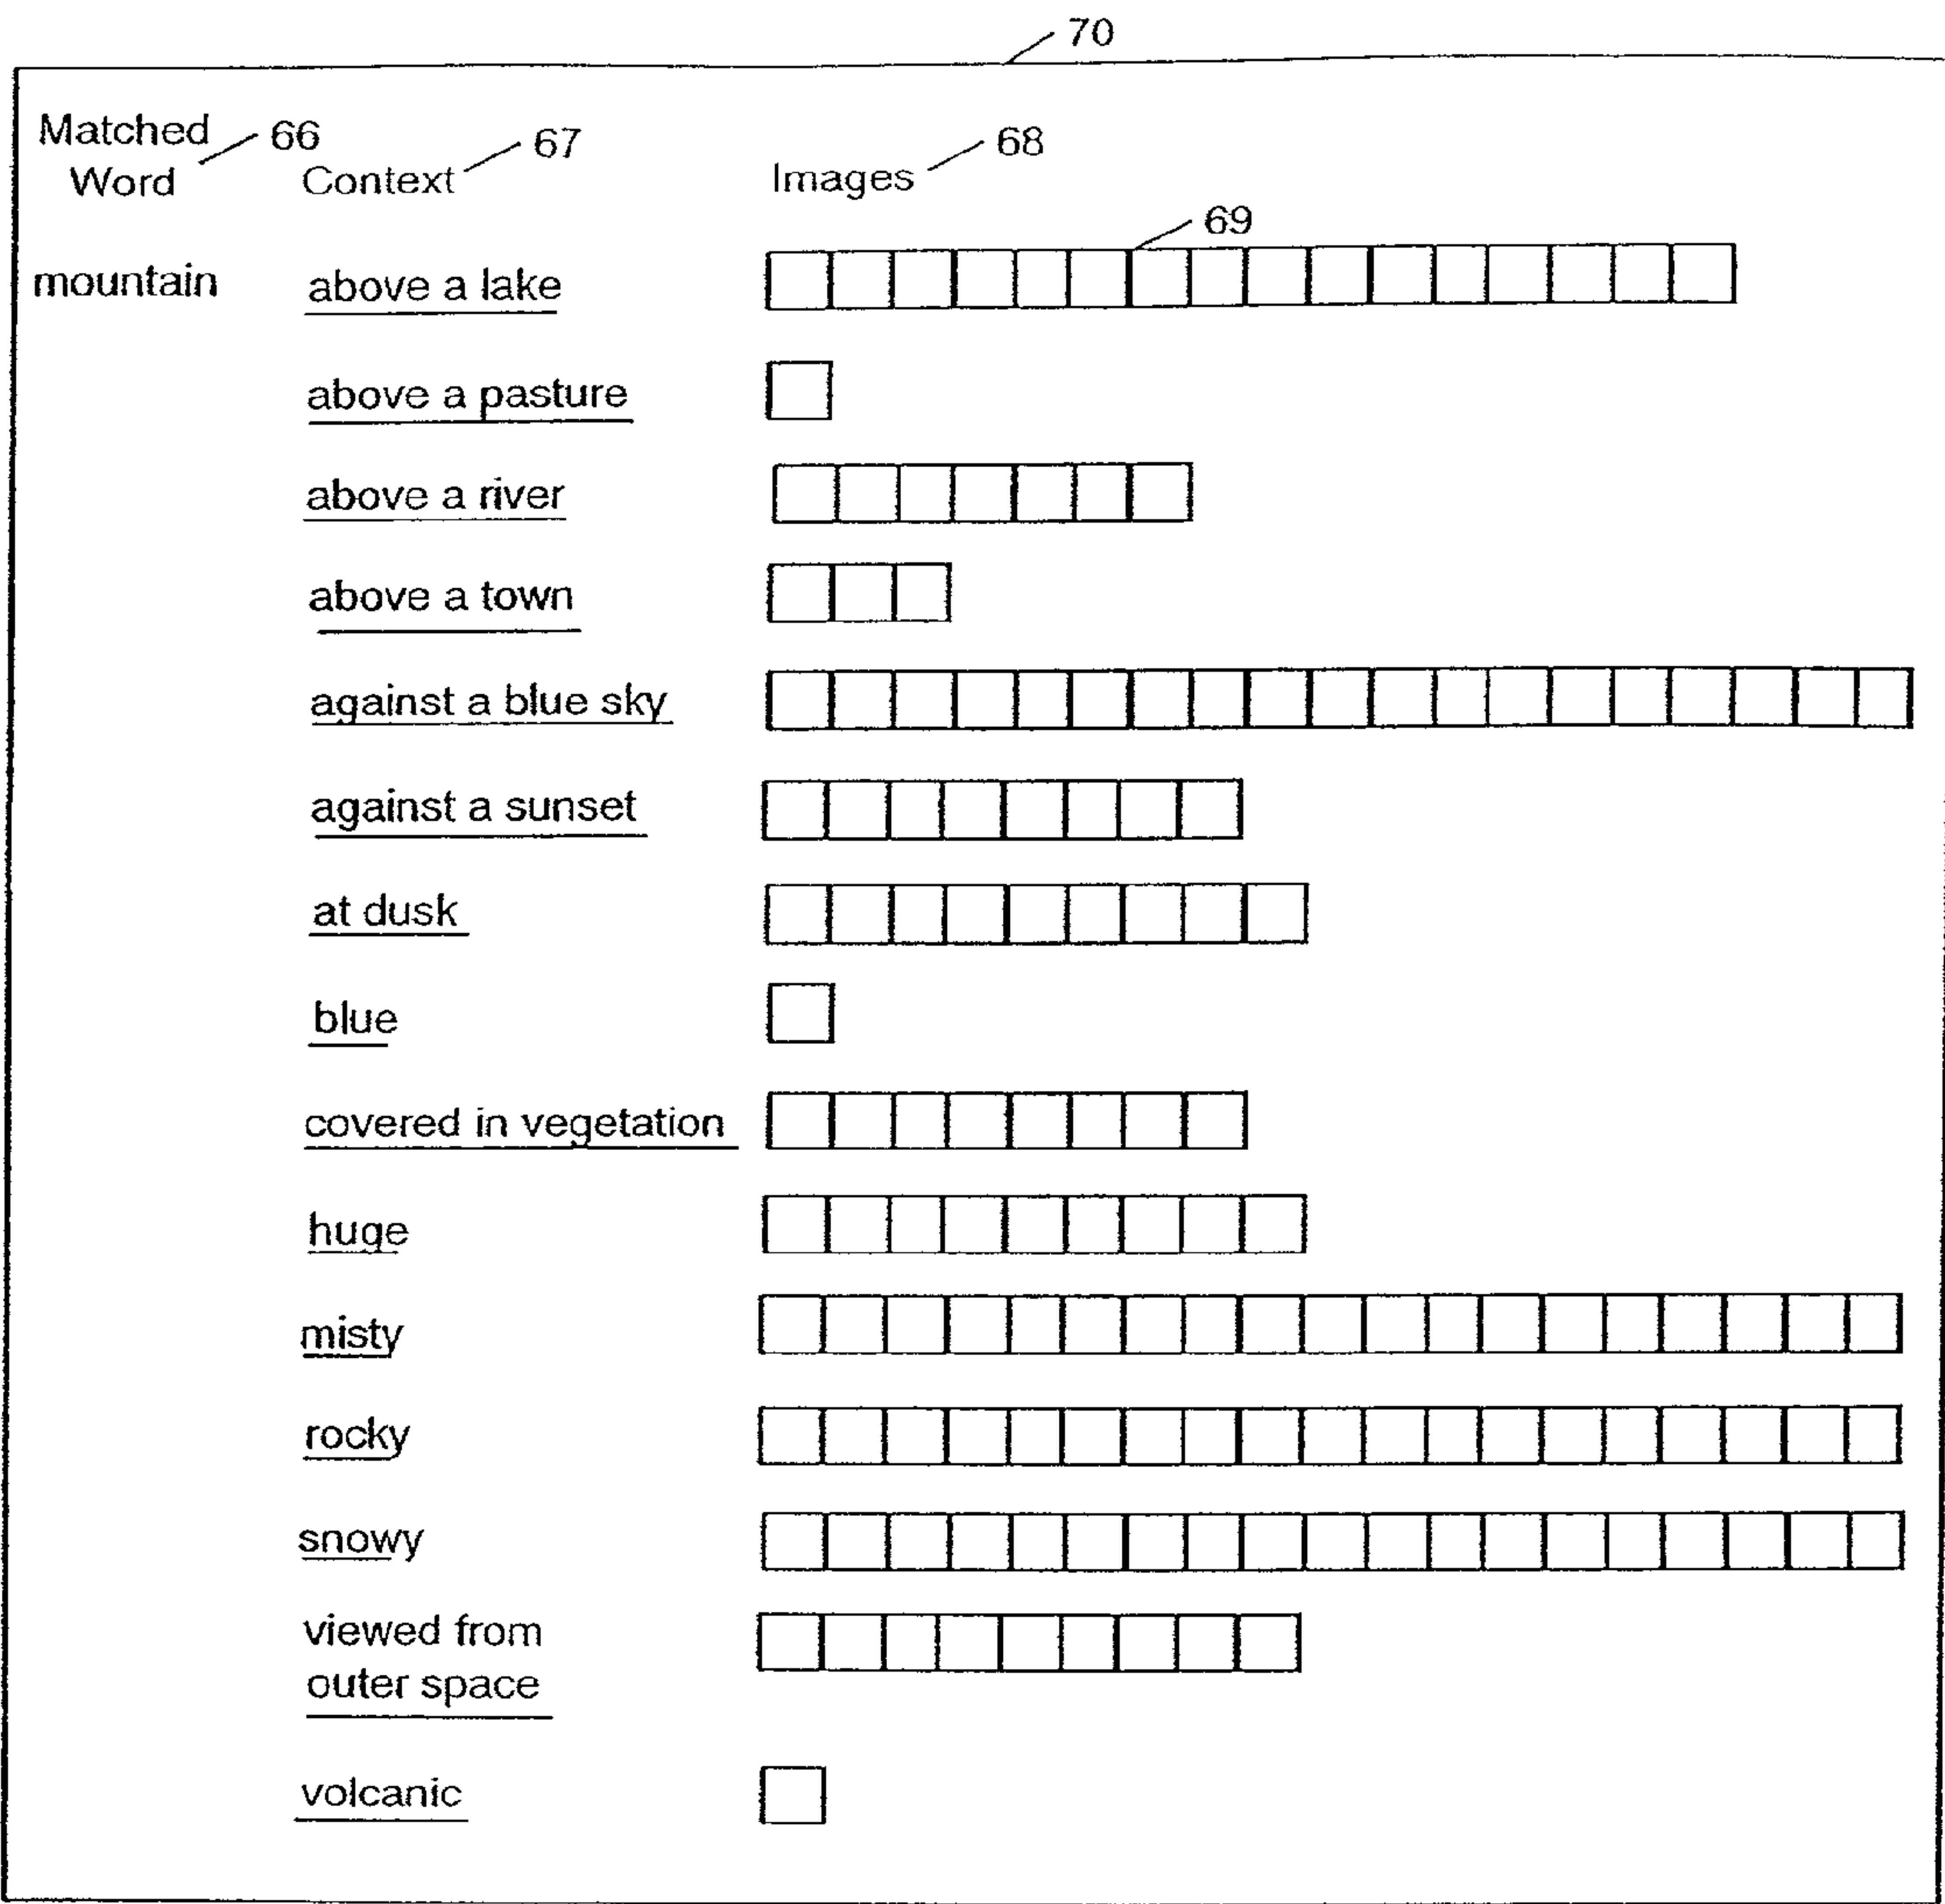 70
Matched 66 67 68
Word Context Images
69
mountain above a lake
above a pasture
above a river
above a town
against a blue sky
against a sunset
at dusk
blue
covered in vegetation
huge
misty
rocky
snowy
viewed from
outer space
volcanic